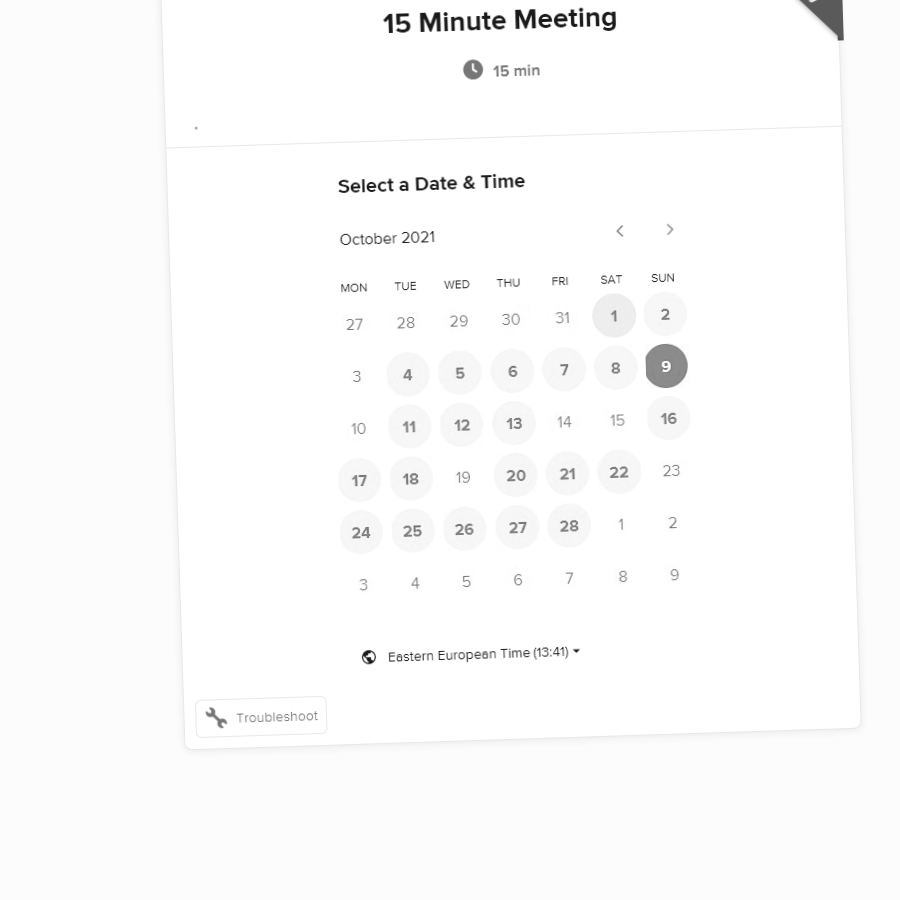 15 Minute Meeting
15 min
.
Select a Date & Time
October 2021
MON TUE WED THU FRI SAT SUN
27 28 29 30 31 1 2
3 4 5 6 7 8 9
10 11 12 13 14 15 16
17 18 19 20 21 22 23
24 25 26 27 28 1 2
3 4 5 6 7 8 9
Eastern European Time (13:41)
Troubleshoot